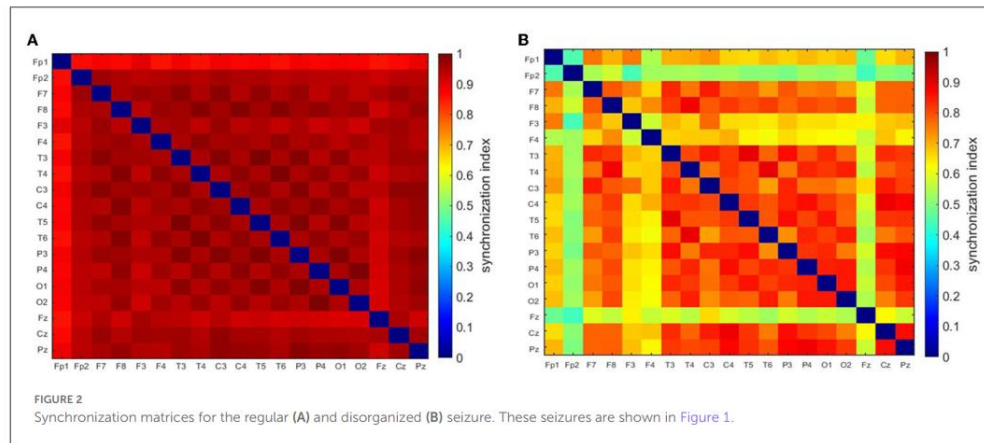 A
Fp1
Fp2
F7
F8
F3
F4
T3
T4
C3
C4
T5
T6
P3
P4
O1
O2
Fz
Cz
Pz
Fp1 Fp2 F7 F8 F3 F4 T3 T4 C3 C4 T5 T6 P3 P4 O1 O2 Fz Cz Pz
1
0.9
0.8
0.7
0.6
0.5
0.4
0.3
0.2
0.1
0
synchronization index
B
Fp1
Fp2
F7
F8
F3
F4
T3
T4
C3
C4
T5
T6
P3
P4
O1
O2
Fz
Cz
Pz
Fp1 Fp2 F7 F8 F3 F4 T3 T4 C3 C4 T5 T6 P3 P4 O1 O2 Fz Cz Pz
1
0.9
0.8
0.7
0.6
0.5
0.4
0.3
0.2
0.1
0
synchronization index
FIGURE 2
Synchronization matrices for the regular (A) and disorganized (B) seizure. These seizures are shown in Figure 1.